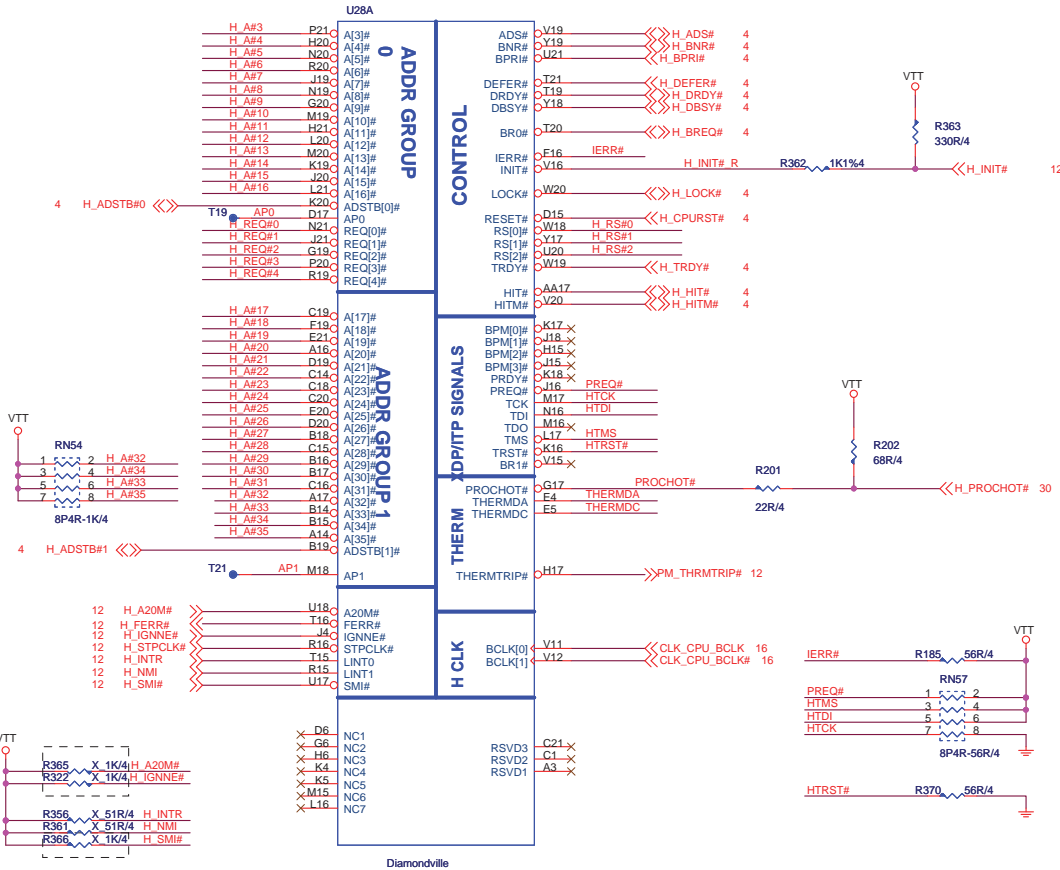 U28A
H_A#3 P21 A[3]#
H_A#4 H20 A[4]#
H_A#5 N20 A[5]#
H_A#6 R20 A[6]#
H_A#7 J19 A[7]#
H_A#8 N19 A[8]#
H_A#9 G20 A[9]#
H_A#10 M19 A[10]#
H_A#11 H21 A[11]#
H_A#12 L20 A[12]#
H_A#13 M20 A[13]#
H_A#14 K19 A[14]#
H_A#15 J20 A[15]#
H_A#16 L21 A[16]#
4 H_ADSTB#0 K20 ADSTB[0]#
T19 AP0 D17 AP0
H_REQ#0 N21 REQ[0]#
H_REQ#1 J21 REQ[1]#
H_REQ#2 G19 REQ[2]#
H_REQ#3 P20 REQ[3]#
H_REQ#4 R19 REQ[4]#
ADDR GROUP 0
H_A#17 C19 A[17]#
H_A#18 F19 A[18]#
H_A#19 E21 A[19]#
H_A#20 A16 A[20]#
H_A#21 D19 A[21]#
H_A#22 C14 A[22]#
H_A#23 C18 A[23]#
H_A#24 C20 A[24]#
H_A#25 E20 A[25]#
H_A#26 D20 A[26]#
H_A#27 B18 A[27]#
H_A#28 C15 A[28]#
H_A#29 B16 A[29]#
H_A#30 B17 A[30]#
H_A#31 C16 A[31]#
H_A#32 A17 A[32]#
H_A#33 B14 A[33]#
H_A#34 B15 A[34]#
H_A#35 A14 A[35]#
4 H_ADSTB#1 B19 ADSTB[1]#
T21 AP1 M18 AP1
ADDR GROUP 1
VTT
RN54
1 2 H_A#32
3 4 H_A#34
5 6 H_A#33
7 8 H_A#35
8P4R-1K/4
12 H_A20M# U18 A20M#
12 H_FERR# T16 FERR#
12 H_IGNNE# J4 IGNNE#
12 H_STPCLK# R16 STPCLK#
12 H_INTR T15 LINT0
12 H_NMI R15 LINT1
12 H_SMI# U17 SMI#
D6 NC1
G6 NC2
H6 NC3
K4 NC4
K5 NC5
M15 NC6
L16 NC7
VTT
R365 X_1K/4 H_A20M#
R322 X_1K/4 H_IGNNE#
R356 X_51R/4 H_INTR
R361 X_51R/4 H_NMI
R366 X_1K/4 H_SMI#
CONTROL
ADS# V19 H_ADS# 4
BNR# Y19 H_BNR# 4
BPRI# U21 H_BPRI# 4
DEFER# T21 H_DEFER# 4
DRDY# T19 H_DRDY# 4
DBSY# Y18 H_DBSY# 4
BR0# T20 H_BREQ# 4
IERR# F16 IERR#
INIT# V16 H_INIT#_R R362 1K1%4 H_INIT# 12
VTT
R363
330R/4
LOCK# W20 H_LOCK# 4
RESET# D15 H_CPURST# 4
RS[0]# W18 H_RS#0
RS[1]# Y17 H_RS#1
RS[2]# U20 H_RS#2
TRDY# W19 H_TRDY# 4
HIT# AA17 H_HIT# 4
HITM# V20 H_HITM# 4
XDP/ITP SIGNALS
BPM[0]# K17
BPM[1]# J18
BPM[2]# H15
BPM[3]# J15
PRDY# K18
PREQ# J16 PREQ#
TCK M17 HTCK
TDI N16 HTDI
TDO M16
TMS L17 HTMS
TRST# K16 HTRST#
BR1# V15
THERM
PROCHOT# G17 PROCHOT# R201 22R/4 H_PROCHOT# 30
VTT
R202
68R/4
THERMDA E4 THERMDA
THERMDC E5 THERMDC
THERMTRIP# H17 PM_THRMTRIP# 12
H CLK
BCLK[0] V11 CLK_CPU_BCLK 16
BCLK[1] V12 CLK_CPU_BCLK# 16
RSVD3 C21
RSVD2 C1
RSVD1 A3
VTT
IERR# R185 56R/4
RN57
PREQ# 1 2
HTMS 3 4
HTDI 5 6
HTCK 7 8
8P4R-56R/4
HTRST# R370 56R/4
Diamondville